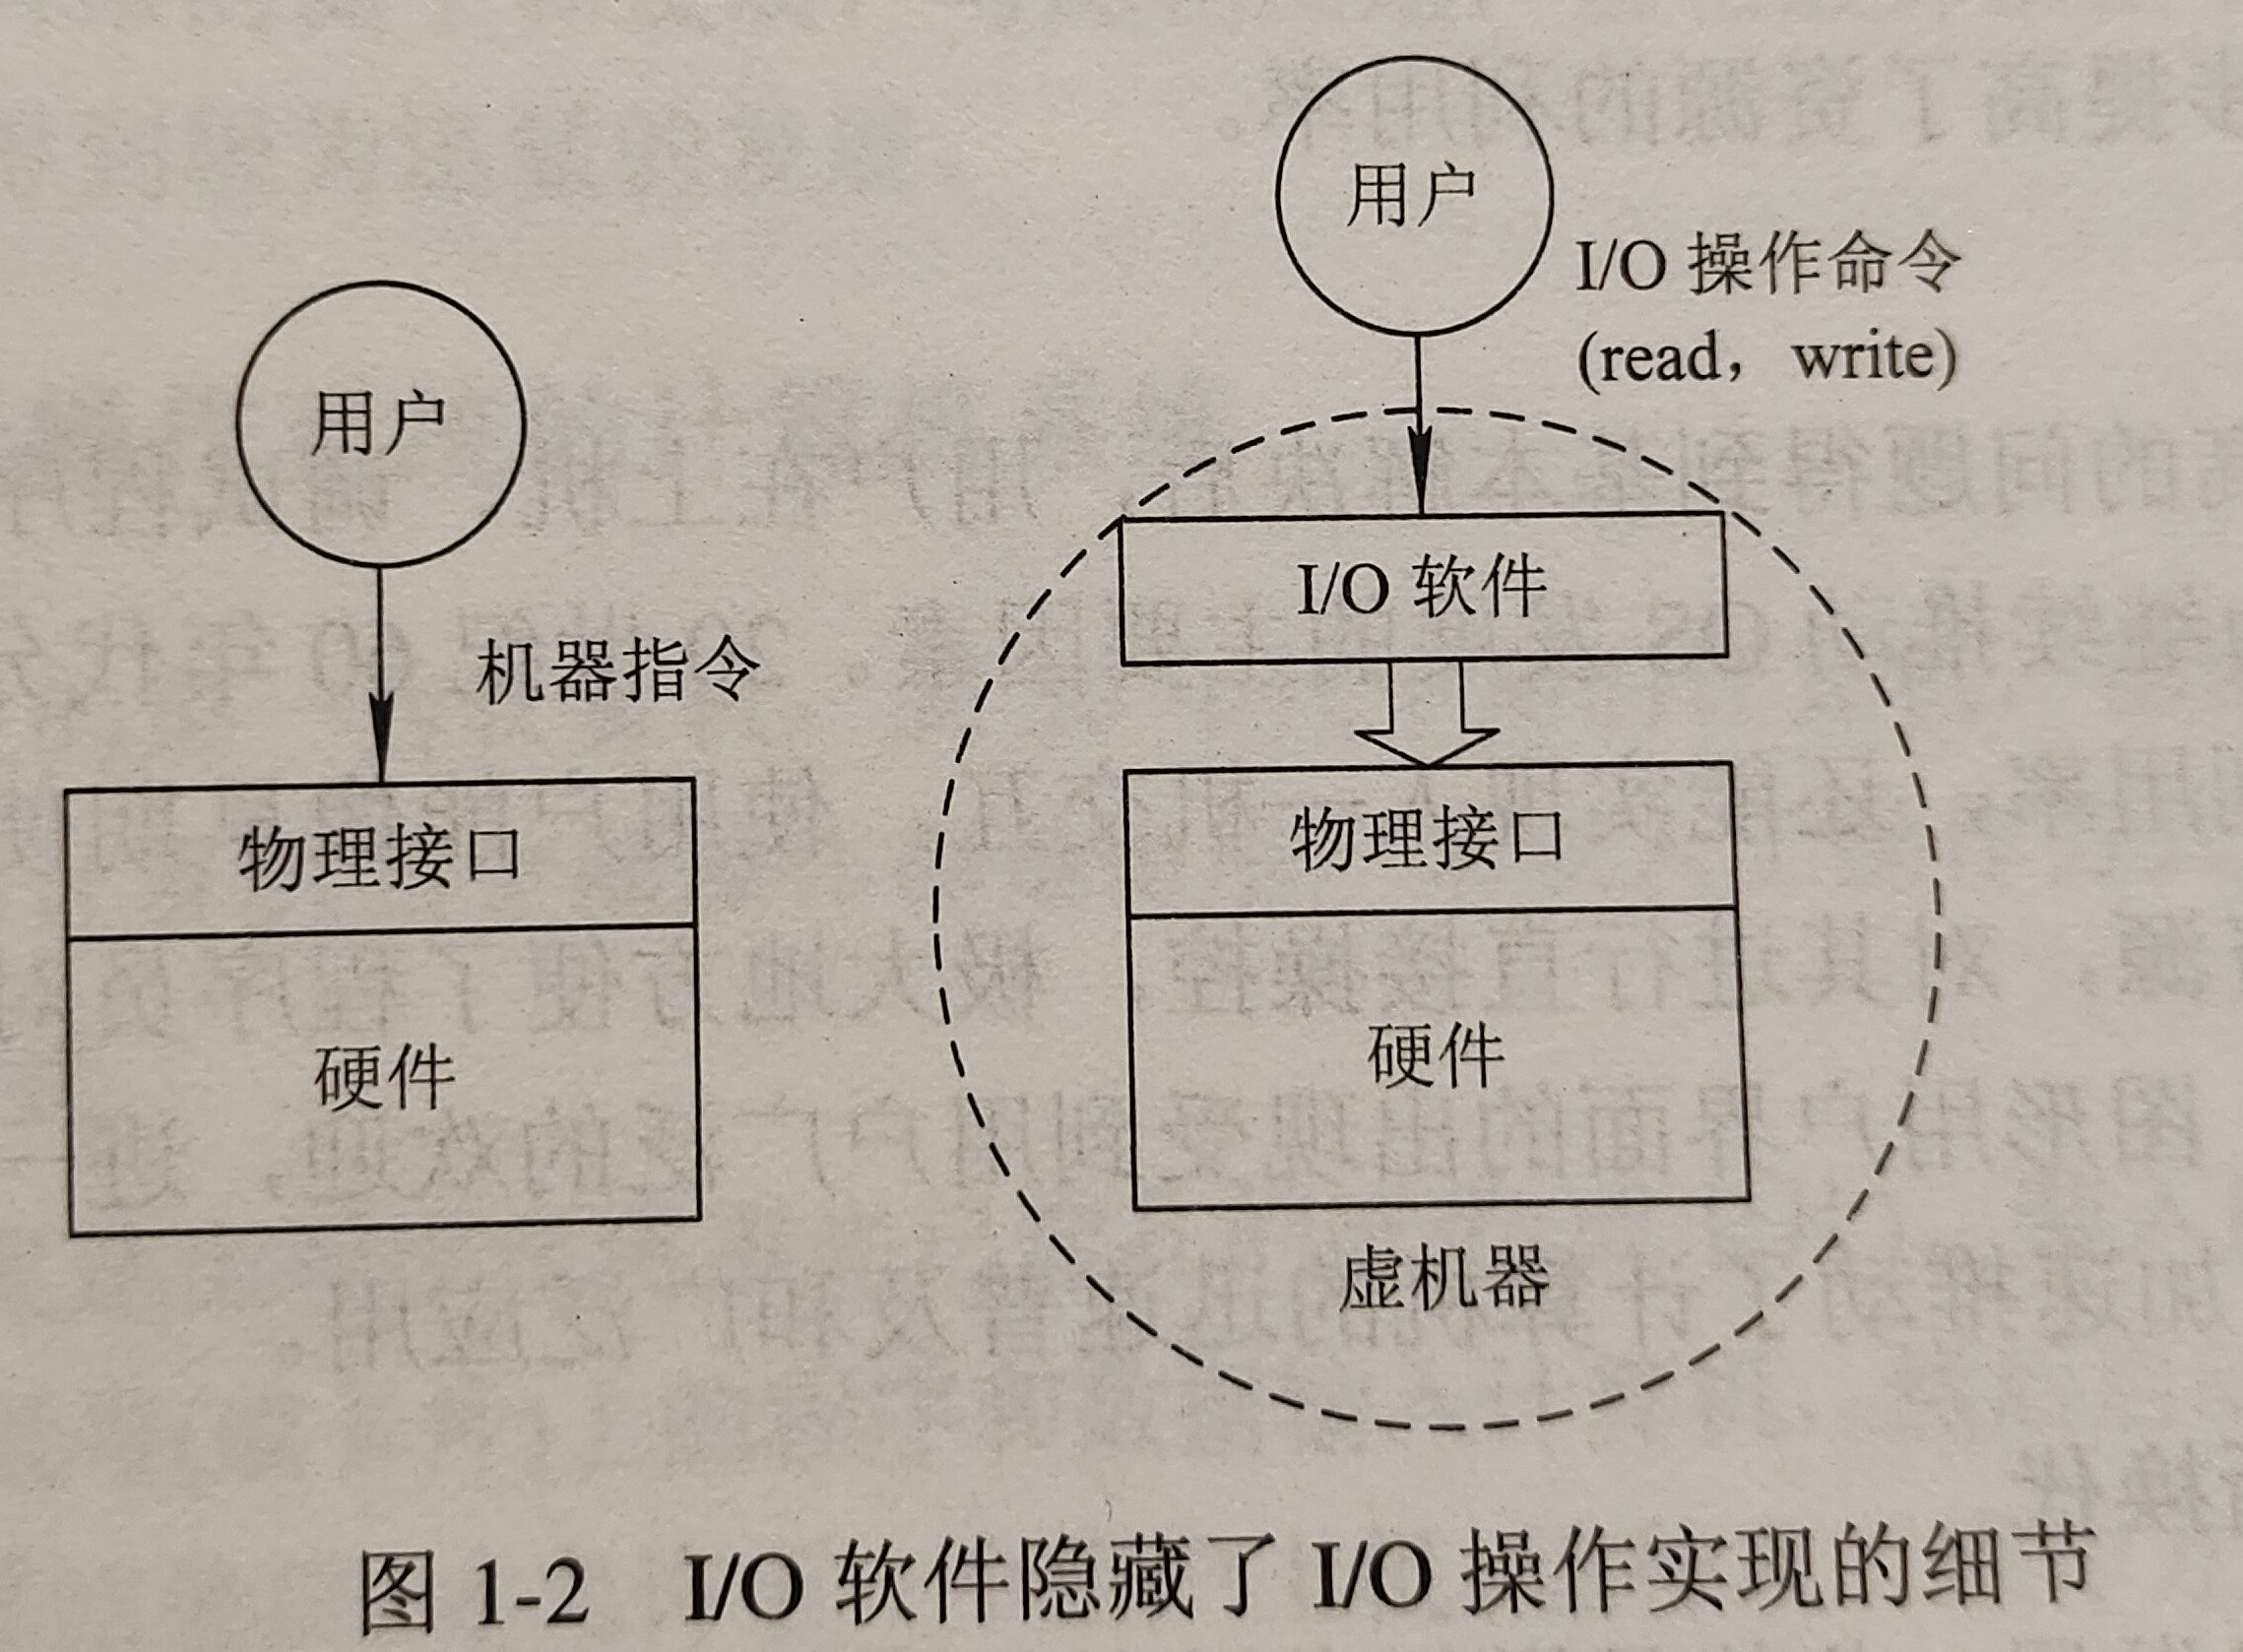 用户
机器指令
物理接口
硬件
用户
I/O 操作命令
(read，write)
I/O 软件
物理接口
硬件
虚机器
图 1-2 I/O 软件隐藏了 I/O 操作实现的细节